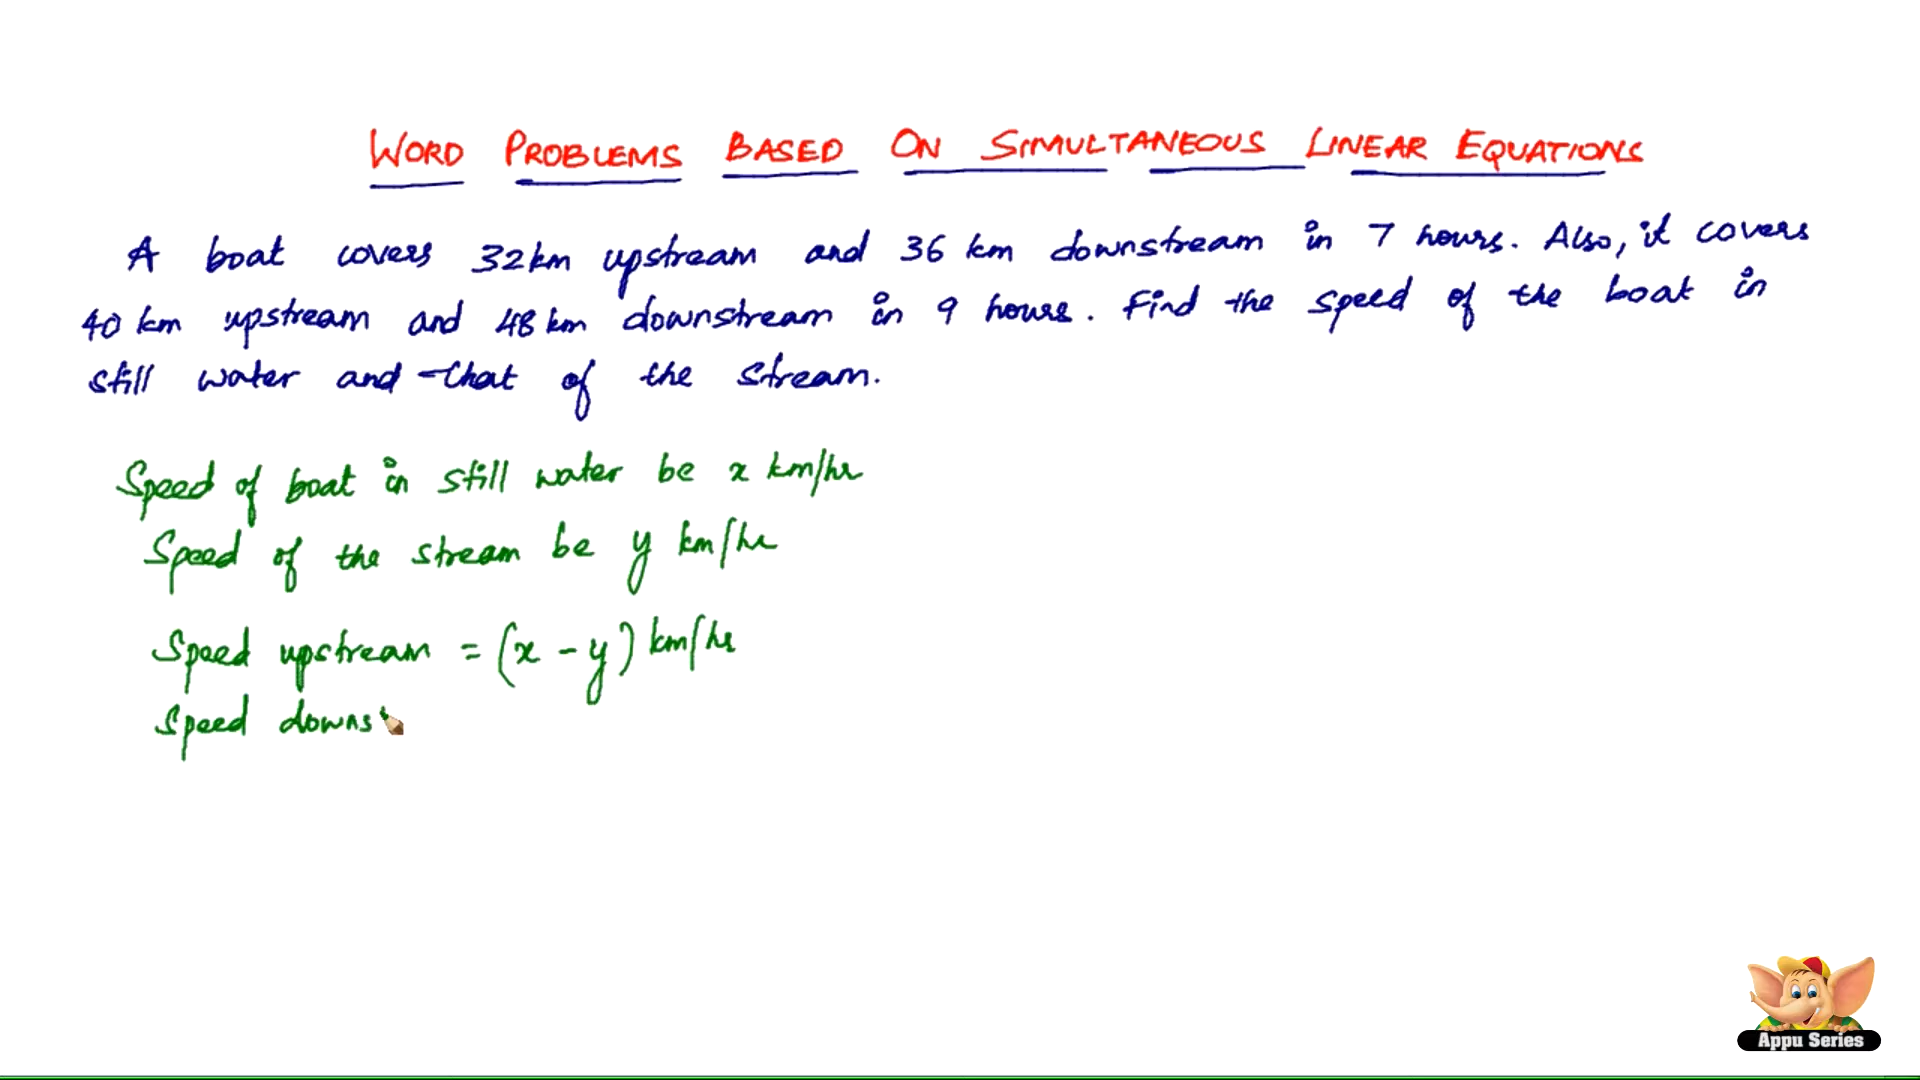 WORD PROBLEMS BASED ON SIMULTANEOUS LINEAR EQUATIONS
A boat covers 32km upstream and 36 km downstream in 7 hours. Also, it covers
40 km upstream and 48 km downstream in 9 hours. Find the speed of the boat in
still water and that of the stream.
Speed of boat in still water be x km/hr
Speed of the stream be y km/hr
Speed upstream = (x - y) km/hr
Speed downs
Appu Series